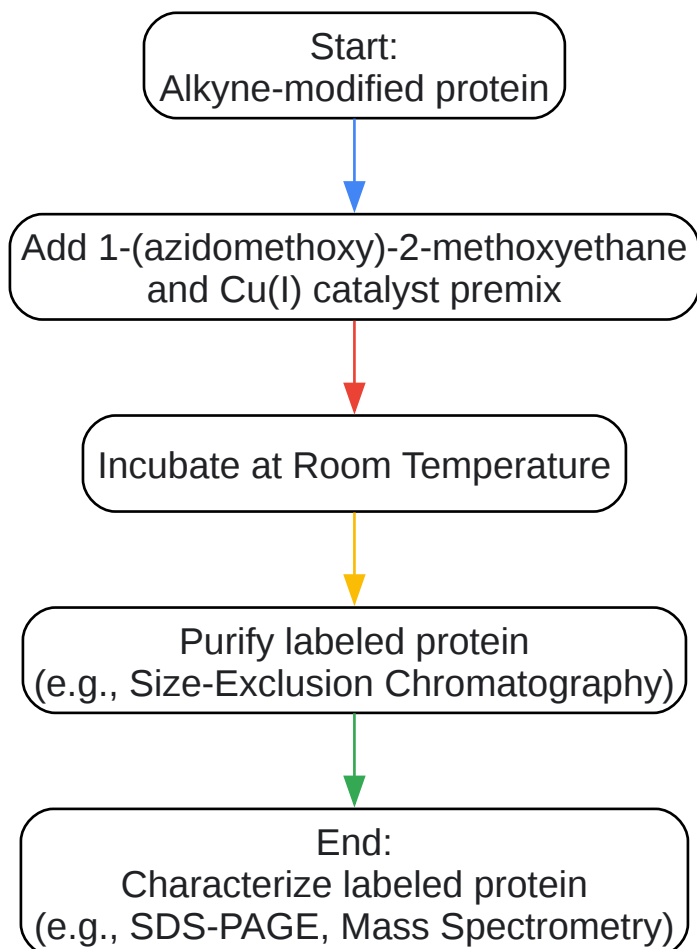 Start:
Alkyne-modified protein
Add 1-(azidomethoxy)-2-methoxyethane
and Cu(I) catalyst premix
Incubate at Room Temperature
Purify labeled protein
(e.g., Size-Exclusion Chromatography)
End:
Characterize labeled protein
(e.g., SDS-PAGE, Mass Spectrometry)